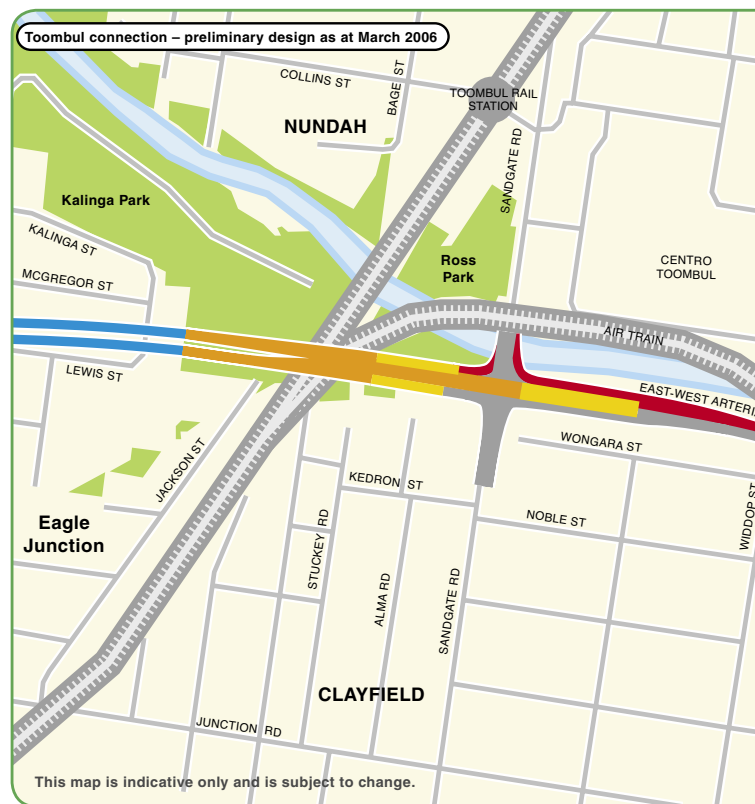 Toombul connection – preliminary design as at March 2006
COLLINS ST
BAGE ST
TOOMBUL RAIL
STATION
NUNDAH
SANDGATE RD
Kalinga Park
KALINGA ST
Ross
Park
CENTRO
TOOMBUL
MCGREGOR ST
AIR TRAIN
LEWIS ST
EAST-WEST ARTERI
WONGARA ST
JACKSON ST
KEDRON ST
WIDDOP ST
NOBLE ST
Eagle
Junction
STUCKEY RD
ALMA RD
SANDGATE RD
CLAYFIELD
JUNCTION RD
This map is indicative only and is subject to change.